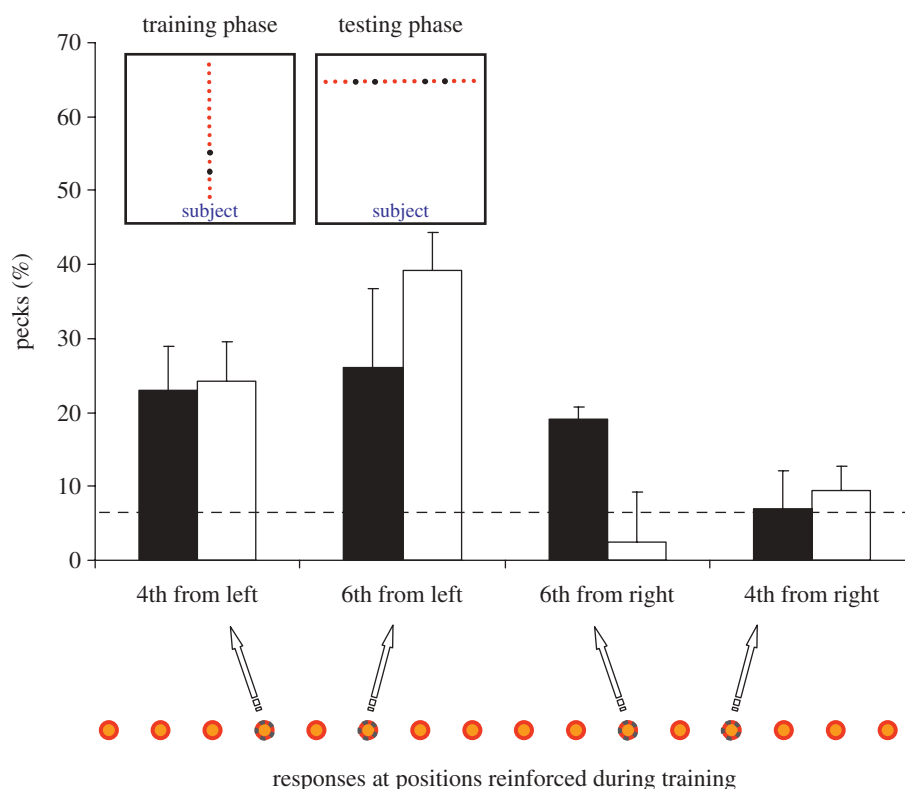 training phase
testing phase
subject
subject
70
60
50
40
30
20
10
0
pecks (%)
4th from left
6th from left
6th from right
4th from right
responses at positions reinforced during training